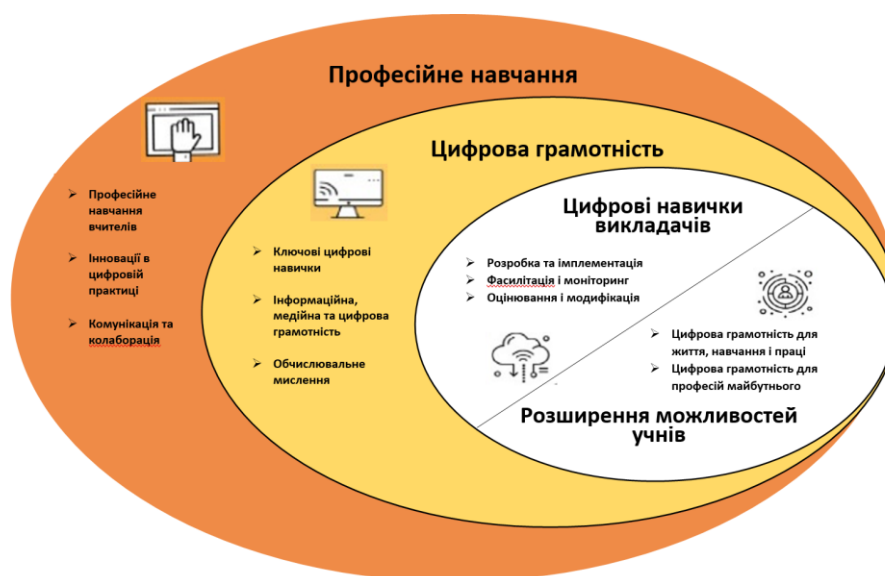 Професійне навчання
Професійне
навчання
вчителів
Інновації в
цифровій
практиці
Комунікація та
колаборація
Цифрова грамотність
Ключові цифрові
навички
Інформаційна,
медійна та цифрова
грамотність
Обчислювальне
мислення
Цифрові навички
викладачів
Розробка та імплементація
Фасилітація і моніторинг
Оцінювання і модифікація
Цифрова грамотність для
життя, навчання і праці
Цифрова грамотність для
професій майбутнього
Розширення можливостей
учнів